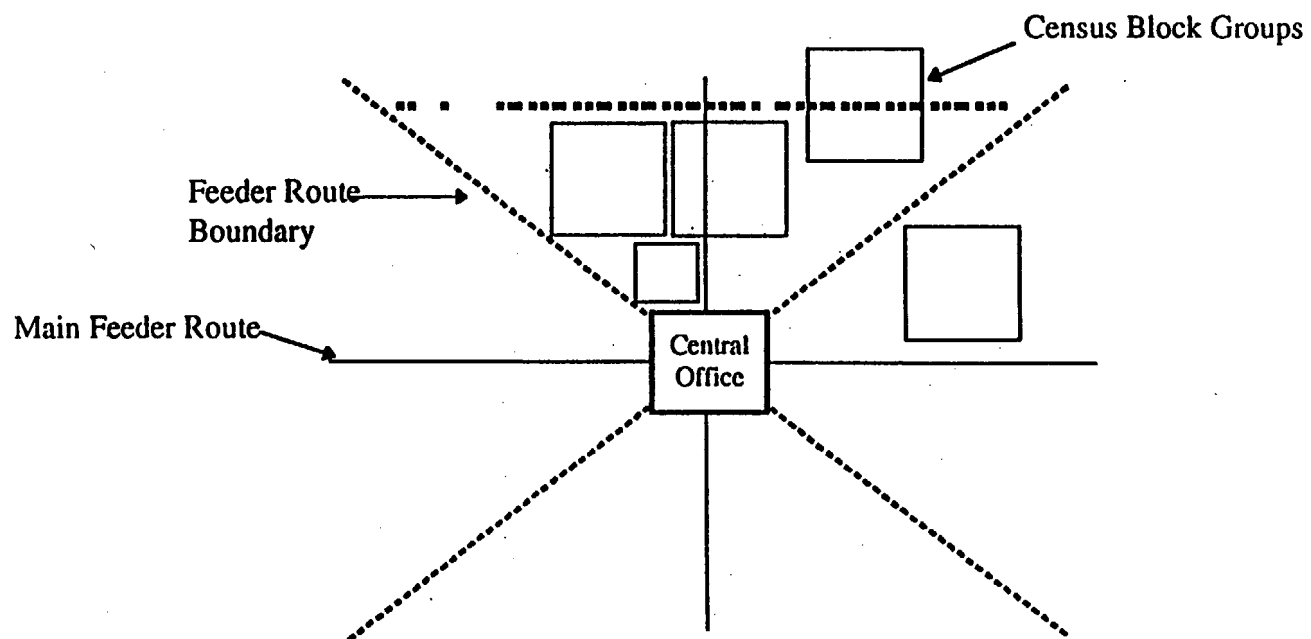 Census Block Groups
Feeder Route
Boundary
Main Feeder Route
Central
Office